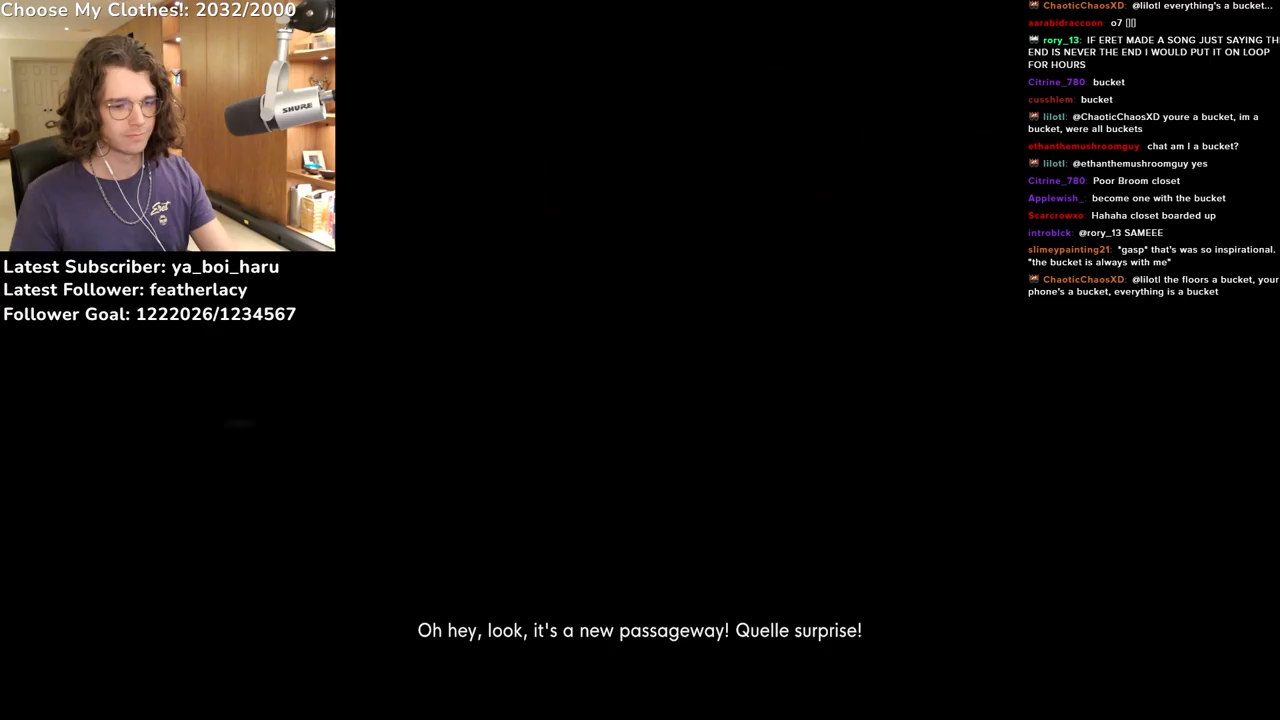 Choose My Clothes!: 2032/2000
SHURE
Eret
Latest Subscriber: ya_boi_haru
Latest Follower: featherlacy
Follower Goal: 1222026/1234567
ChaoticChaosXD: @lilotl everything's a bucket...
aarabidraccoon: o7
rory_13: IF ERET MADE A SONG JUST SAYING TH
END IS NEVER THE END I WOULD PUT IT ON LOOP
FOR HOURS
Citrine_780: bucket
cusshlem: bucket
lilotl: @ChaoticChaosXD youre a bucket, im a
bucket, were all buckets
ethanthemushroomguy: chat am I a bucket?
lilotl: @ethanthemushroomguy yes
Citrine_780: Poor Broom closet
Applewish_: become one with the bucket
Scarcrowxo: Hahaha closet boarded up
introblck: @rory_13 SAMEEE
slimeypainting21: *gasp* that's was so inspirational.
"the bucket is always with me"
ChaoticChaosXD: @lilotl the floors a bucket, your
phone's a bucket, everything is a bucket
Oh hey, look, it's a new passageway! Quelle surprise!